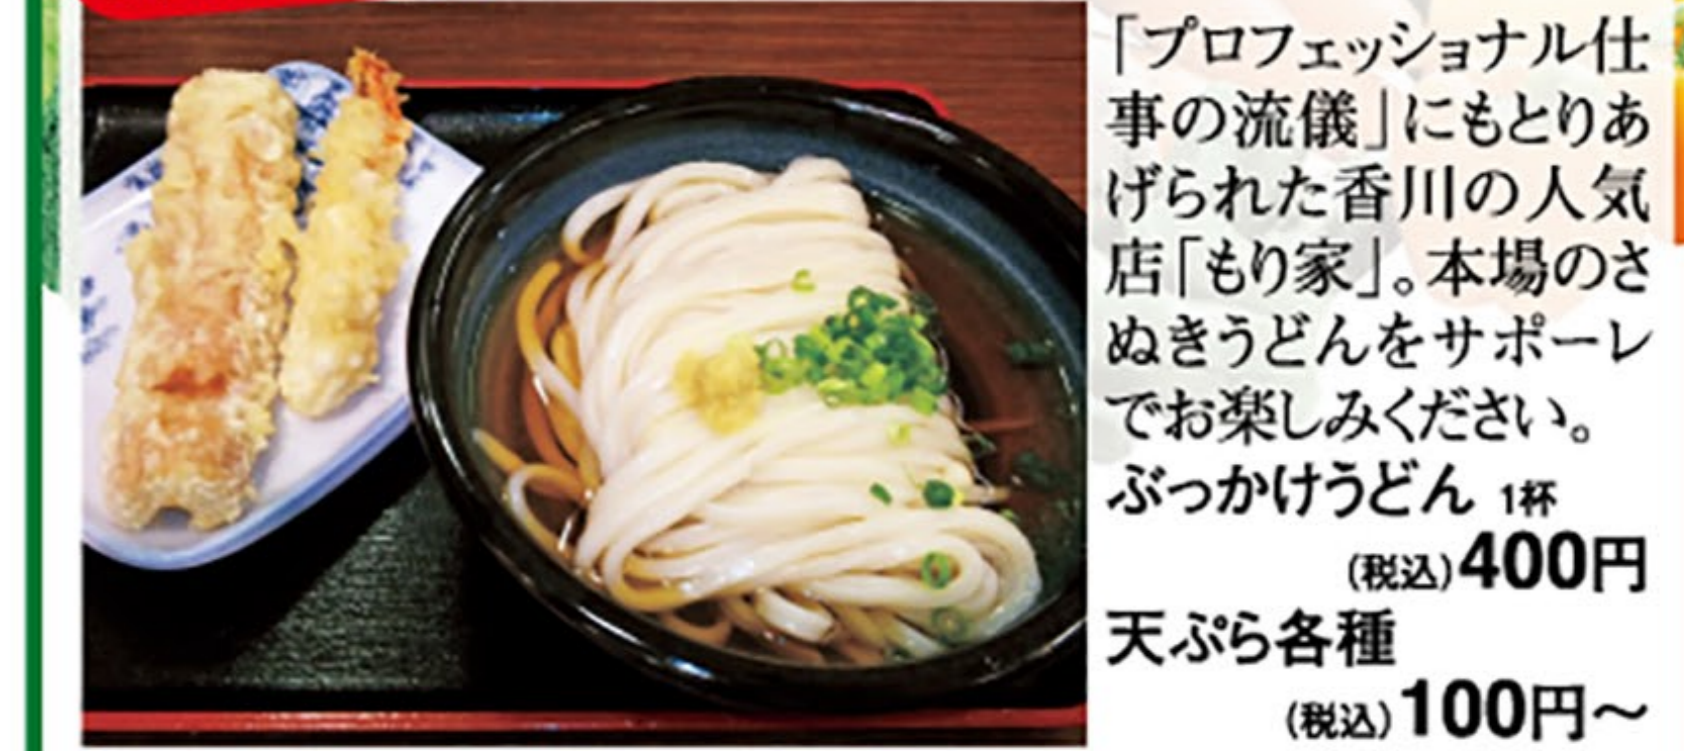 「プロフェッショナル仕
事の流儀」にもとりあ
げられた香川の人気
店「もり家」。本場のさ
ぬきうどんをサポーレ
でお楽しみください。
ぶっかけうどん 1杯
(税込)400円
天ぷら各種
(税込)100円～